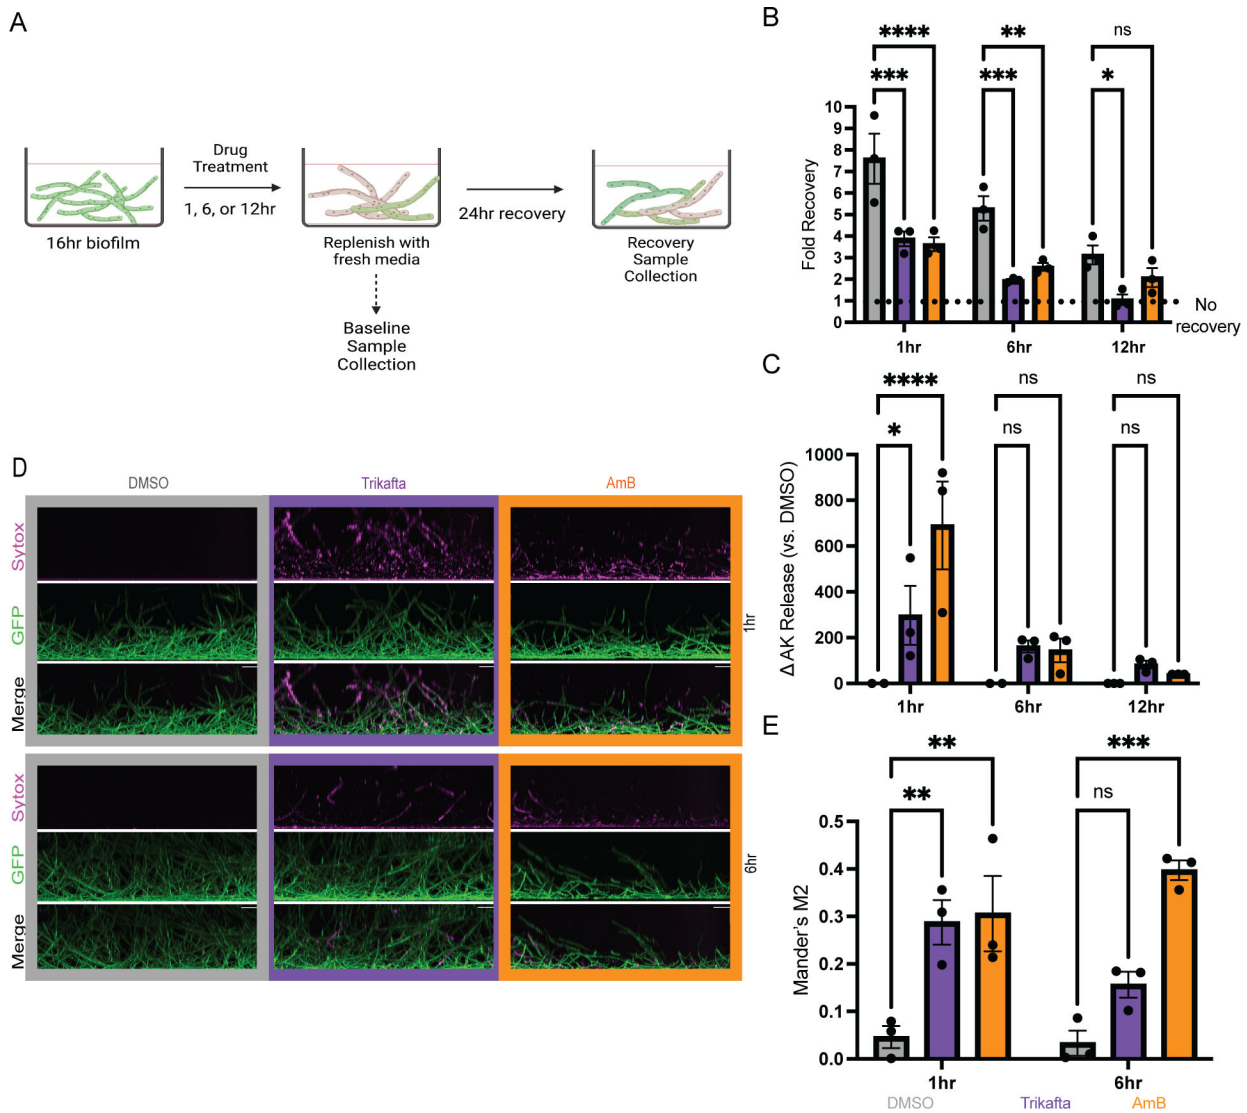 A
Drug
Treatment
1, 6, or 12hr
24hr recovery
16hr biofilm
Replenish with
fresh media
Recovery
Sample
Collection
Baseline
Sample
Collection
B
****
***
**
***
ns
*
Fold Recovery
10
9
8
7
6
5
4
3
2
1
0
No
recovery
1hr
6hr
12hr
C
****
*
ns
ns
ns
ns
Δ AK Release (vs. DMSO)
1000
800
600
400
200
0
1hr
6hr
12hr
D
DMSO
Trikafta
AmB
Sytox
GFP
Merge
1hr
Sytox
GFP
Merge
6hr
E
**
**
***
ns
Mander's M2
0.5
0.4
0.3
0.2
0.1
0.0
1hr
6hr
DMSO
Trikafta
AmB